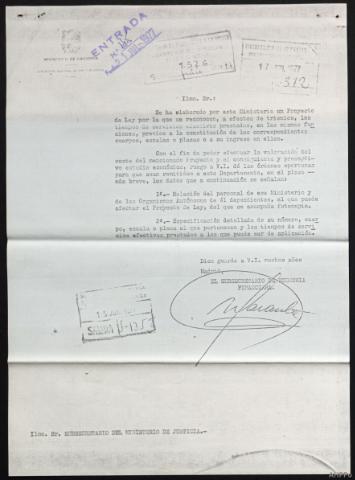 ENTRADA
1976
312
MINISTERIO DE HACIENDA
Ilmo. Sr.:
Se ha elaborado por este Ministerio un Proyecto
de Ley por la que se reconocen, a efectos de trienios, los
tiempos de servicios efectivos prestados, en las mismas fun
ciones, previos a la constitución de los correspondientes
cuerpos, escalas o plazas o a su ingreso en ellos.
Con el fin de poder efectuar la valoración del
coste del mencionado Proyecto y el consiguiente y preceptivo
estudio económico, ruego a V.I. dé las órdenes oportunas
para que sean remitidos a este Departamento, en el plazo
más breve, los datos que a continuación se señalan:
1º.- Relación del personal de ese Ministerio y
de los Organismos Autónomos de él dependientes, al que puede
afectar el Proyecto de Ley, del que se acompaña fotocopia.
2º.- Especificación detallada de su número, cuer
po, escala o plaza al que pertenecen y los tiempos de servi
cios efectivos prestados a los que puede ser de aplicación.
Dios guarde a V.I. muchos años
Madrid,
EL SUBSECRETARIO DE HACIENDA
SALIDA
Ilmo. Sr. SUBSECRETARIO DEL MINISTERIO DE JUSTICIA.-